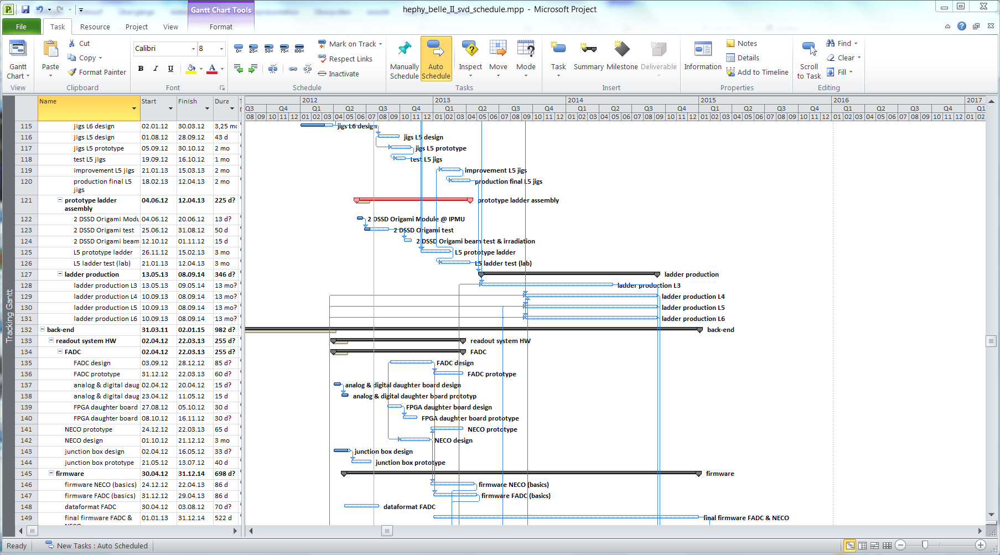 Gantt Chart Tools
hephy_belle_II_svd_schedule.mpp - Microsoft Project
File Task Resource Project View Format
Gantt Chart
View
Paste
Cut
Copy
Format Painter
Clipboard
Calibri 8
B I U
Font
0% 25% 50% 75% 100%
Mark on Track
Respect Links
Inactivate
Schedule
Manually Schedule
Auto Schedule
Inspect
Move
Mode
Tasks
Task
Summary
Milestone
Deliverable
Insert
Information
Notes
Details
Add to Timeline
Properties
Scroll to Task
Find
Clear
Fill
Editing
Tracking Gantt
Name Start Finish Dura
2012 2013 2014 2015 2016 2017
Q3 Q4 Q2 Q3 Q4 Q1 Q2 Q3 Q4 Q1 Q2 Q3 Q4 Q1 Q2 Q3 Q4 Q1 Q2 Q3 Q4 Q1
08 09 10 11 12 01 02 03 04 05 06 07 08 09 10 11 12 01 02 03 04 05 06 07 08 09 10 11 12 01 02 03 04 05 06 07 08 09 10 11 12 01 02 03 04 05 06 07 08 09 10 11 12 01 02 03 04 05 06 07 08 09 10 11 12 01 02
115 jigs L6 design 02.01.12 30.03.12 3,25 mo jigs L6 design
116 jigs L5 design 01.08.12 28.09.12 43 d jigs L5 design
117 jigs L5 prototype 05.09.12 30.10.12 2 mo jigs L5 prototype
118 test L5 jigs 19.09.12 16.10.12 1 mo test L5 jigs
119 improvement L5 jigs 21.01.13 15.03.13 2 mo improvement L5 jigs
120 production final L5 jigs 18.02.13 12.04.13 2 mo production final L5 jigs
121 prototype ladder assembly 04.06.12 12.04.13 225 d? prototype ladder assembly
122 2 DSSD Origami Modu 04.06.12 20.06.12 13 d? 2 DSSD Origami Module @ IPMU
123 2 DSSD Origami test 25.06.12 31.08.12 50 d 2 DSSD Origami test
124 2 DSSD Origami beam 12.10.12 01.11.12 15 d 2 DSSD Origami beam test & irradiation
125 L5 prototype ladder 26.11.12 15.02.13 3 mo L5 prototype ladder
126 L5 ladder test (lab) 21.01.13 12.04.13 3 mo L5 ladder test (lab)
127 ladder production 13.05.13 08.09.14 346 d? ladder production
128 ladder production L3 13.05.13 09.05.14 13 mo? ladder production L3
129 ladder production L4 10.09.13 08.09.14 13 mo? ladder production L4
130 ladder production L5 10.09.13 08.09.14 13 mo? ladder production L5
131 ladder production L6 10.09.13 08.09.14 13 mo? ladder production L6
132 back-end 31.03.11 02.01.15 982 d? back-end
133 readout system HW 02.04.12 22.03.13 255 d? readout system HW
134 FADC 02.04.12 22.03.13 255 d? FADC
135 FADC design 03.09.12 28.12.12 85 d? FADC design
136 FADC prototype 31.12.12 22.03.13 60 d? FADC prototype
137 analog & digital daug 02.04.12 20.04.12 15 d? analog & digital daughter board design
138 analog & digital daug 23.04.12 11.05.12 15 d analog & digital daughter board prototyp
139 FPGA daughter board 27.08.12 05.10.12 30 d FPGA daughter board design
140 FPGA daughter board 08.10.12 16.11.12 30 d? FPGA daughter board prototype
141 NECO prototype 24.12.12 22.03.13 65 d NECO prototype
142 NECO design 01.10.12 21.12.12 3 mo NECO design
143 junction box design 02.04.12 16.05.12 33 d? junction box design
144 junction box prototype 21.05.12 13.07.12 40 d junction box prototype
145 firmware 30.04.12 31.12.14 698 d? firmware
146 firmware NECO (basics) 24.12.12 22.04.13 86 d firmware NECO (basics)
147 firmware FADC (basics) 31.12.12 29.04.13 86 d firmware FADC (basics)
148 dataformat FADC 30.04.12 03.08.12 70 d? dataformat FADC
149 final firmware FADC & 01.01.13 31.12.14 522 d final firmware FADC & NECO
Ready New Tasks : Auto Scheduled